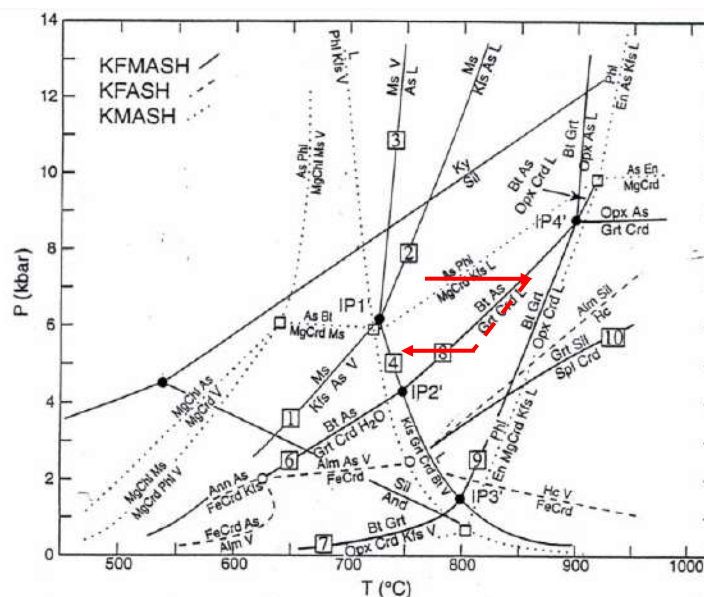 14
12
10
8
6
4
2
0
P (kbar)
500
600
700
800
900
1000
T (°C)
KFMASH
KFASH
KMASH
Phl Kfs V
L
Ms V
As L
Ms
Kfs As L
Phl
En As Kfs L
Bt Grt
Opx As L
3
2
As Phl
MgChl Ms V
Ky
Sil
Bt As
Opx Crd L
As En
MgCrd
IP4'
Opx As
Grt Crd
IP1'
As Phl
MgCrd Kfs L
As Bt
MgCrd Ms
Bt As
Grt Crd L
Bt Grt
Opx Crd L
Alm Sil
Hc
Grt Sil
Spl Crd
10
8
4
Ms
Kfs As V
1
MgChl As
MgCrd V
IP2'
Bt As
Grt Crd H2O
6
MgChl Ms
MgCrd Phl V
Ann As
FeCrd Kfs
Alm As V
FeCrd
Kfs Grt Crd Bt V
L
Phl
En MgCrd Kfs L
9
IP3'
Hc V
FeCrd
Sil
And
FeCrd As
Alm V
Bt Grt
Opx Crd Kfs V
7